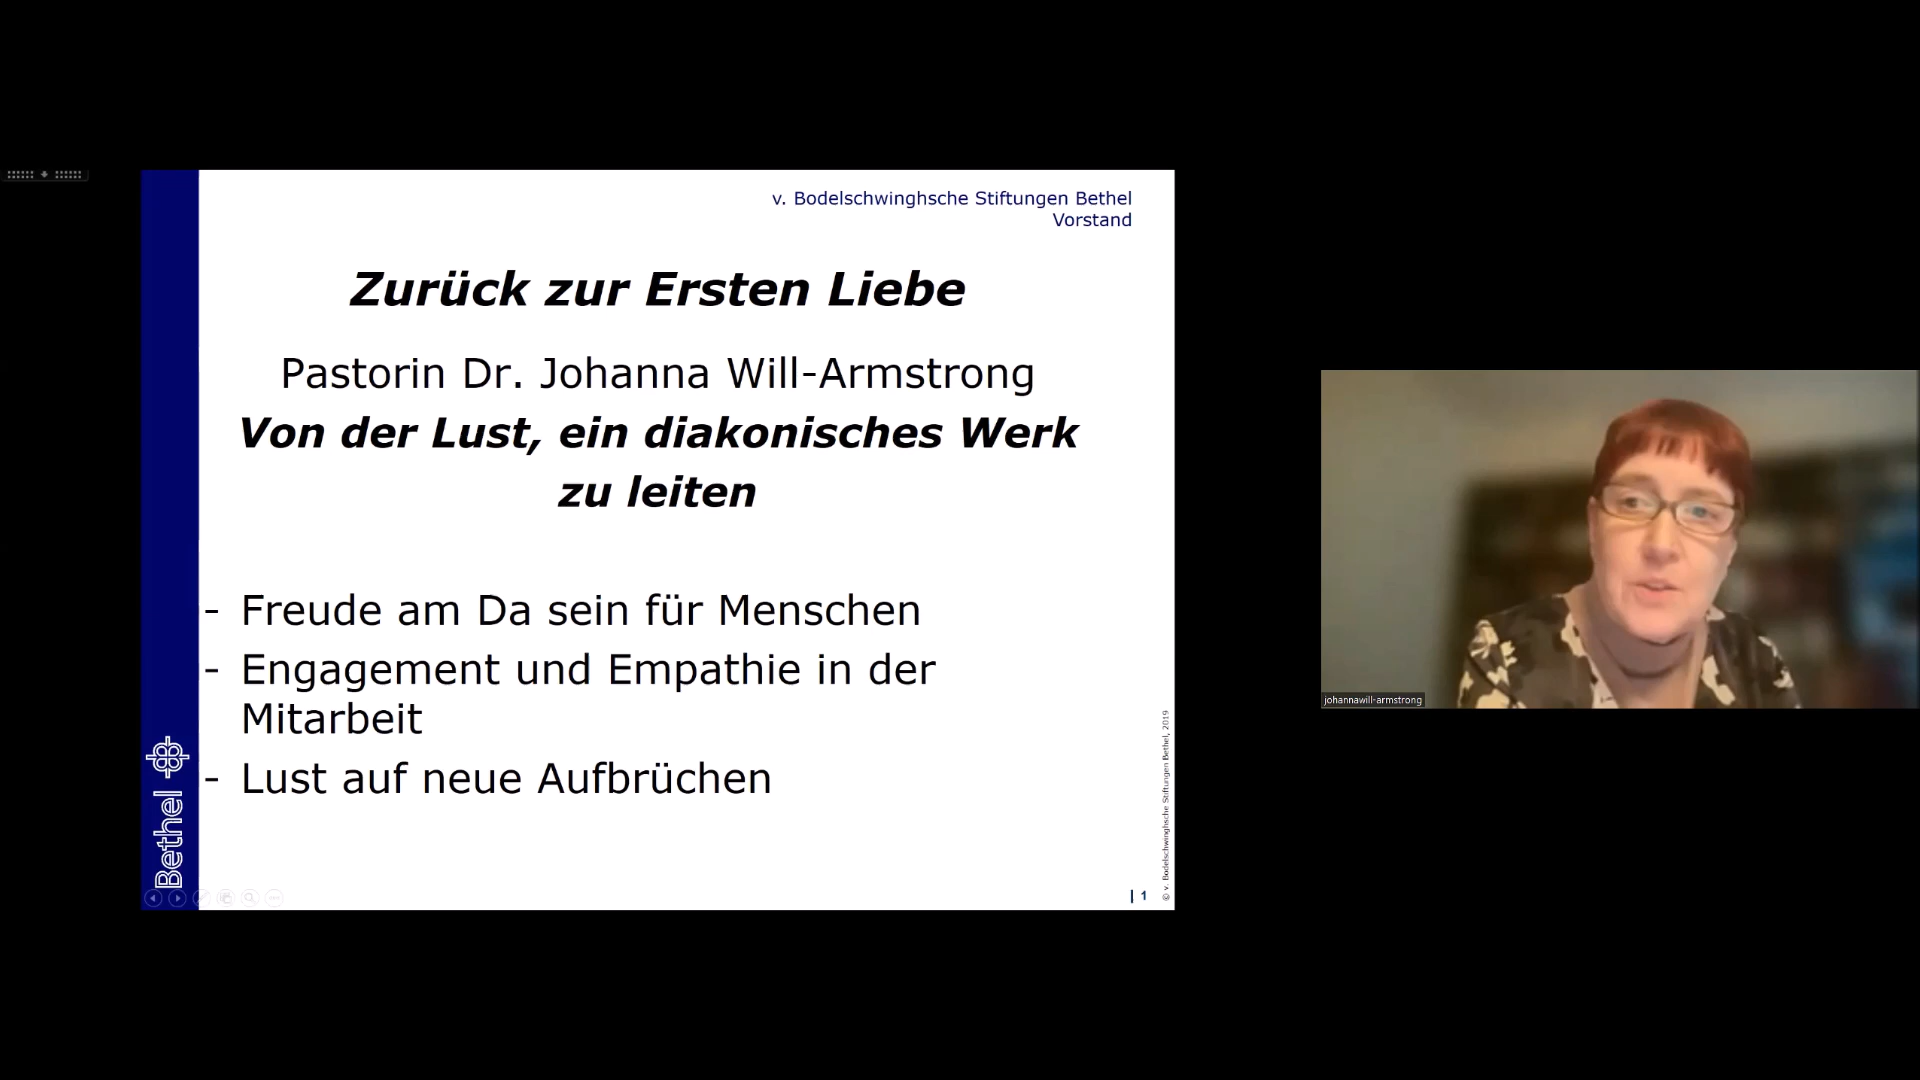 v. Bodelschwinghsche Stiftungen Bethel
Vorstand
Zurück zur Ersten Liebe
Pastorin Dr. Johanna Will-Armstrong
Von der Lust, ein diakonisches Werk
zu leiten
- Freude am Da sein für Menschen
- Engagement und Empathie in der
Mitarbeit
- Lust auf neue Aufbrüchen
Bethel
| 1
© v. Bodelschwinghsche Stiftungen Bethel, 2019
johannawill-armstrong